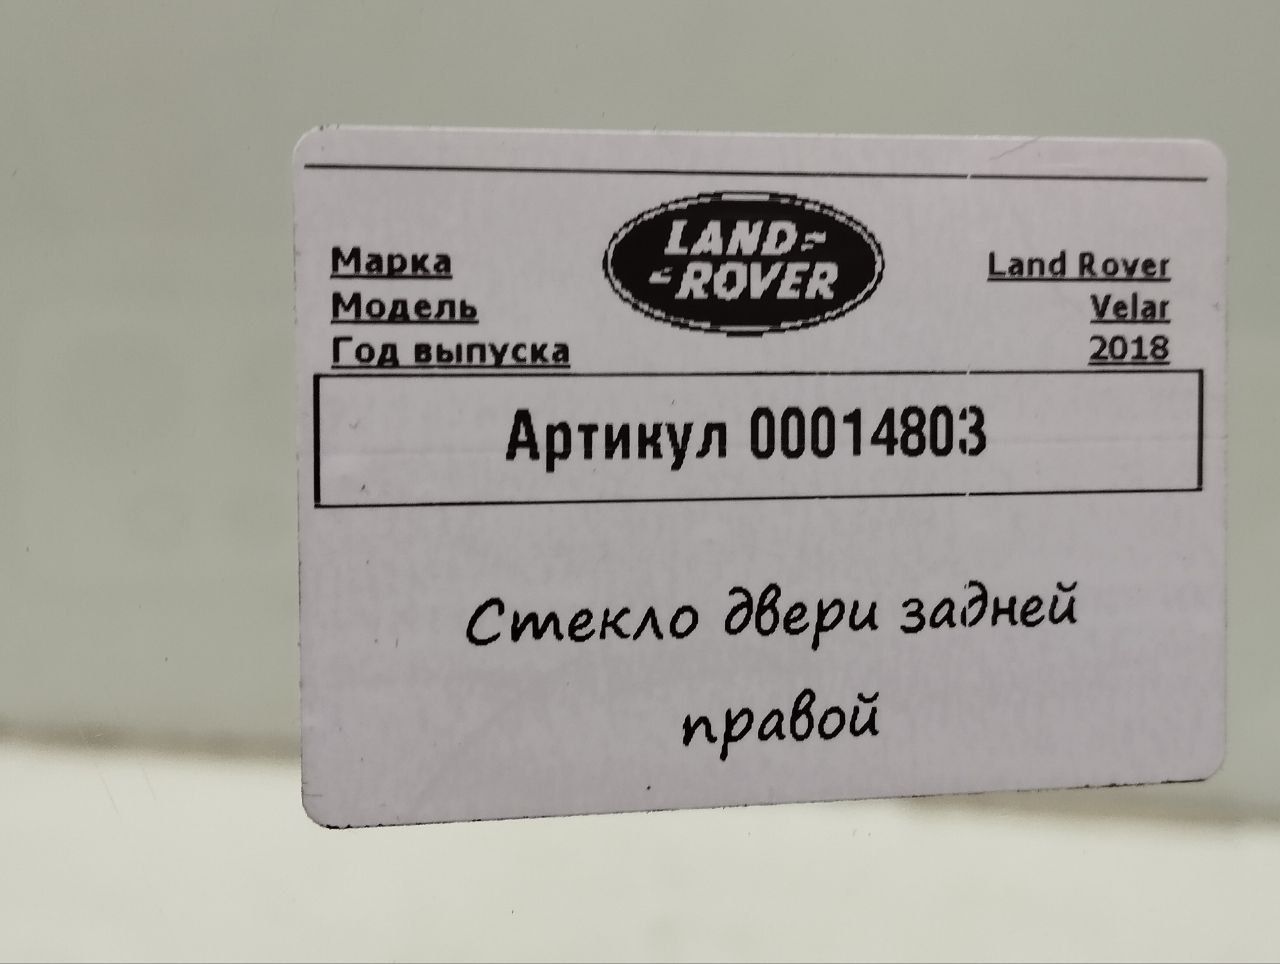 LAND
ROVER
Марка Land Rover
Модель Velar
Год выпуска 2018
Артикул 00014803
Стекло двери задней
правой